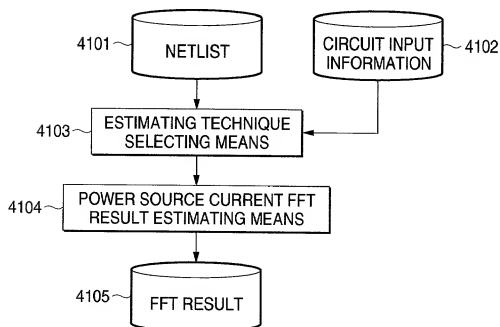 4101
NETLIST
CIRCUIT INPUT
INFORMATION
4102
4103
ESTIMATING TECHNIQUE
SELECTING MEANS
4104
POWER SOURCE CURRENT FFT
RESULT ESTIMATING MEANS
4105
FFT RESULT